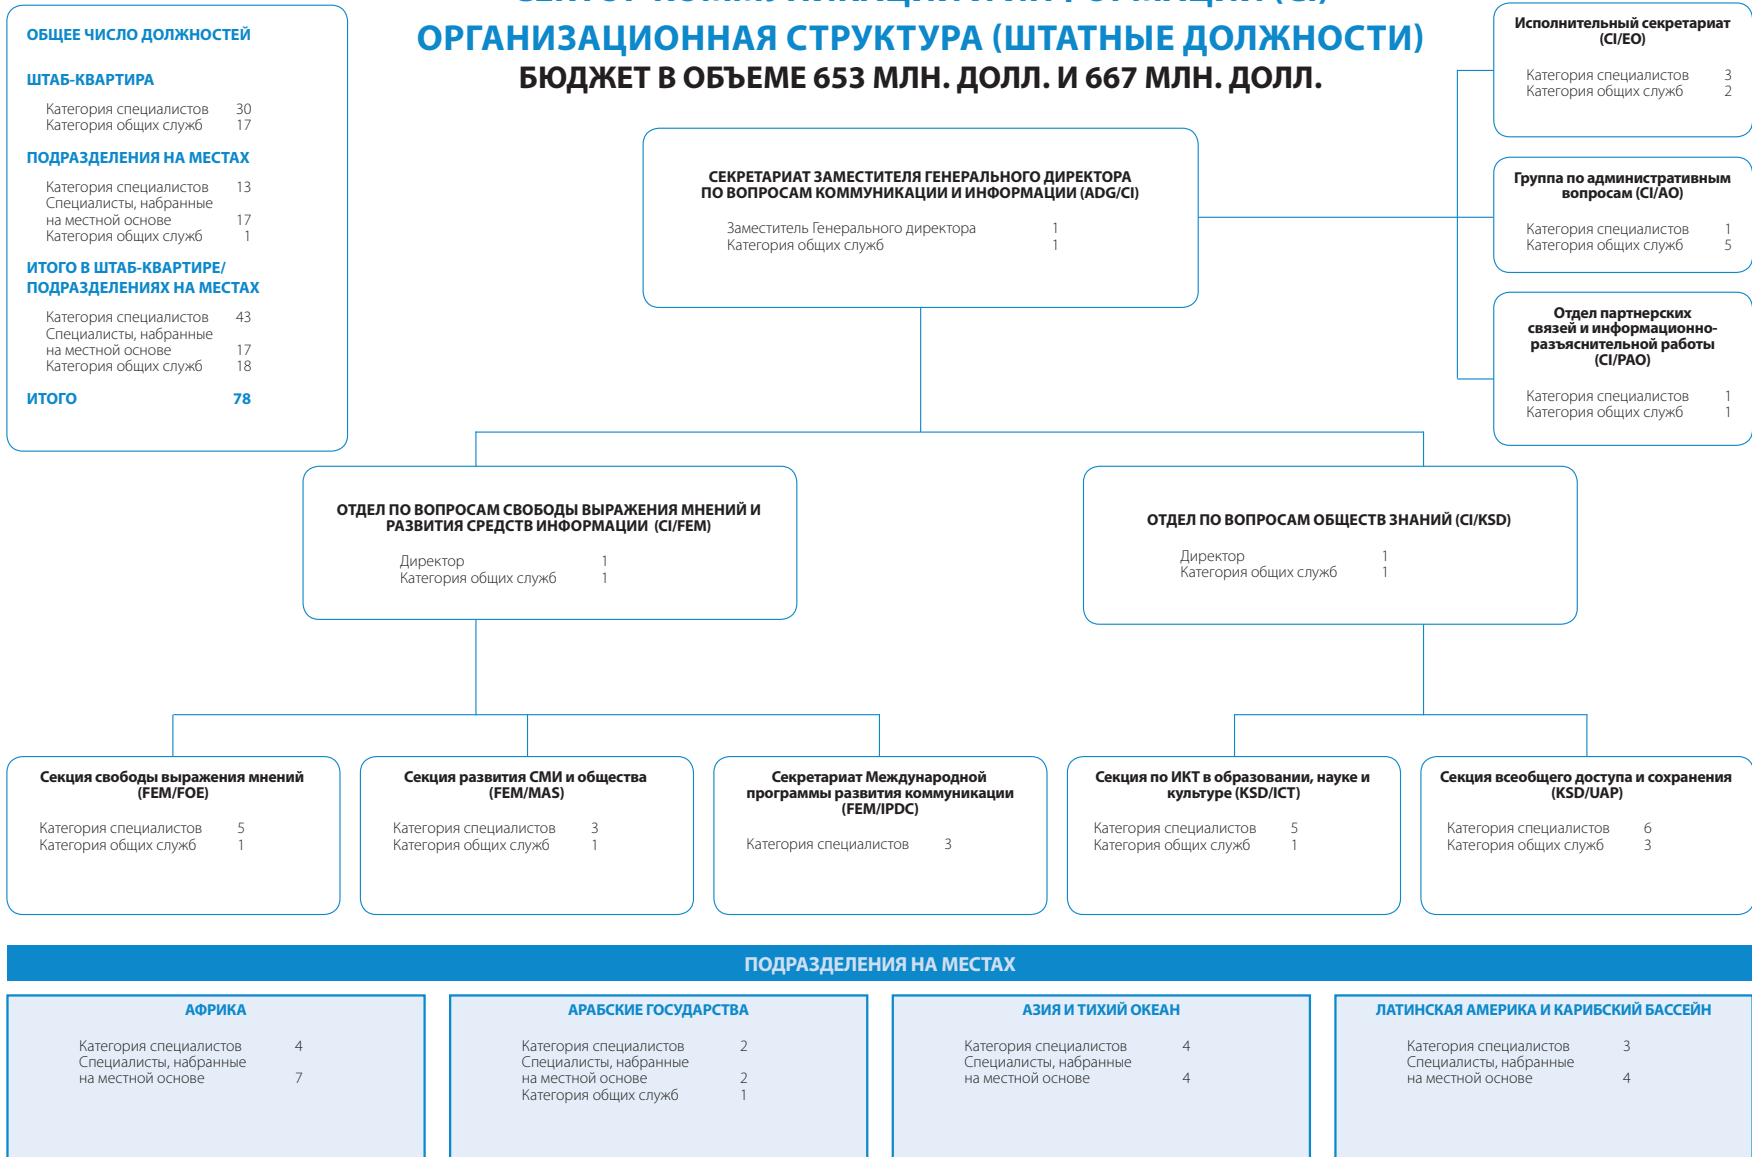 СЕКТОР КОММУНИКАЦИИ И ИНФОРМАЦИИ (CI)
ОРГАНИЗАЦИОННАЯ СТРУКТУРА (ШТАТНЫЕ ДОЛЖНОСТИ)
БЮДЖЕТ В ОБЪЕМЕ 653 МЛН. ДОЛЛ. И 667 МЛН. ДОЛЛ.
ОБЩЕЕ ЧИСЛО ДОЛЖНОСТЕЙ
ШТАБ-КВАРТИРА
Категория специалистов 30
Категория общих служб 17
ПОДРАЗДЕЛЕНИЯ НА МЕСТАХ
Категория специалистов 13
Специалисты, набранные
на местной основе 17
Категория общих служб 1
ИТОГО В ШТАБ-КВАРТИРЕ/
ПОДРАЗДЕЛЕНИЯХ НА МЕСТАХ
Категория специалистов 43
Специалисты, набранные
на местной основе 17
Категория общих служб 18
ИТОГО 78
СЕКРЕТАРИАТ ЗАМЕСТИТЕЛЯ ГЕНЕРАЛЬНОГО ДИРЕКТОРА
ПО ВОПРОСАМ КОММУНИКАЦИИ И ИНФОРМАЦИИ (ADG/CI)
Заместитель Генерального директора 1
Категория общих служб 1
Исполнительный секретариат
(CI/EO)
Категория специалистов 3
Категория общих служб 2
Группа по административным
вопросам (CI/AO)
Категория специалистов 1
Категория общих служб 5
Отдел партнерских
связей и информационно-
разъяснительной работы
(CI/PAO)
Категория специалистов 1
Категория общих служб 1
ОТДЕЛ ПО ВОПРОСАМ СВОБОДЫ ВЫРАЖЕНИЯ МНЕНИЙ И
РАЗВИТИЯ СРЕДСТВ ИНФОРМАЦИИ (CI/FEM)
Директор 1
Категория общих служб 1
ОТДЕЛ ПО ВОПРОСАМ ОБЩЕСТВ ЗНАНИЙ (CI/KSD)
Директор 1
Категория общих служб 1
Секция свободы выражения мнений
(FEM/FOE)
Категория специалистов 5
Категория общих служб 1
Секция развития СМИ и общества
(FEM/MAS)
Категория специалистов 3
Категория общих служб 1
Секретариат Международной
программы развития коммуникации
(FEM/IPDC)
Категория специалистов 3
Секция по ИКТ в образовании, науке и
культуре (KSD/ICT)
Категория специалистов 5
Категория общих служб 1
Секция всеобщего доступа и сохранения
(KSD/UAP)
Категория специалистов 6
Категория общих служб 3
ПОДРАЗДЕЛЕНИЯ НА МЕСТАХ
АФРИКА
Категория специалистов 4
Специалисты, набранные
на местной основе 7
АРАБСКИЕ ГОСУДАРСТВА
Категория специалистов 2
Специалисты, набранные
на местной основе 2
Категория общих служб 1
АЗИЯ И ТИХИЙ ОКЕАН
Категория специалистов 4
Специалисты, набранные
на местной основе 4
ЛАТИНСКАЯ АМЕРИКА И КАРИБСКИЙ БАССЕЙН
Категория специалистов 3
Специалисты, набранные
на местной основе 4